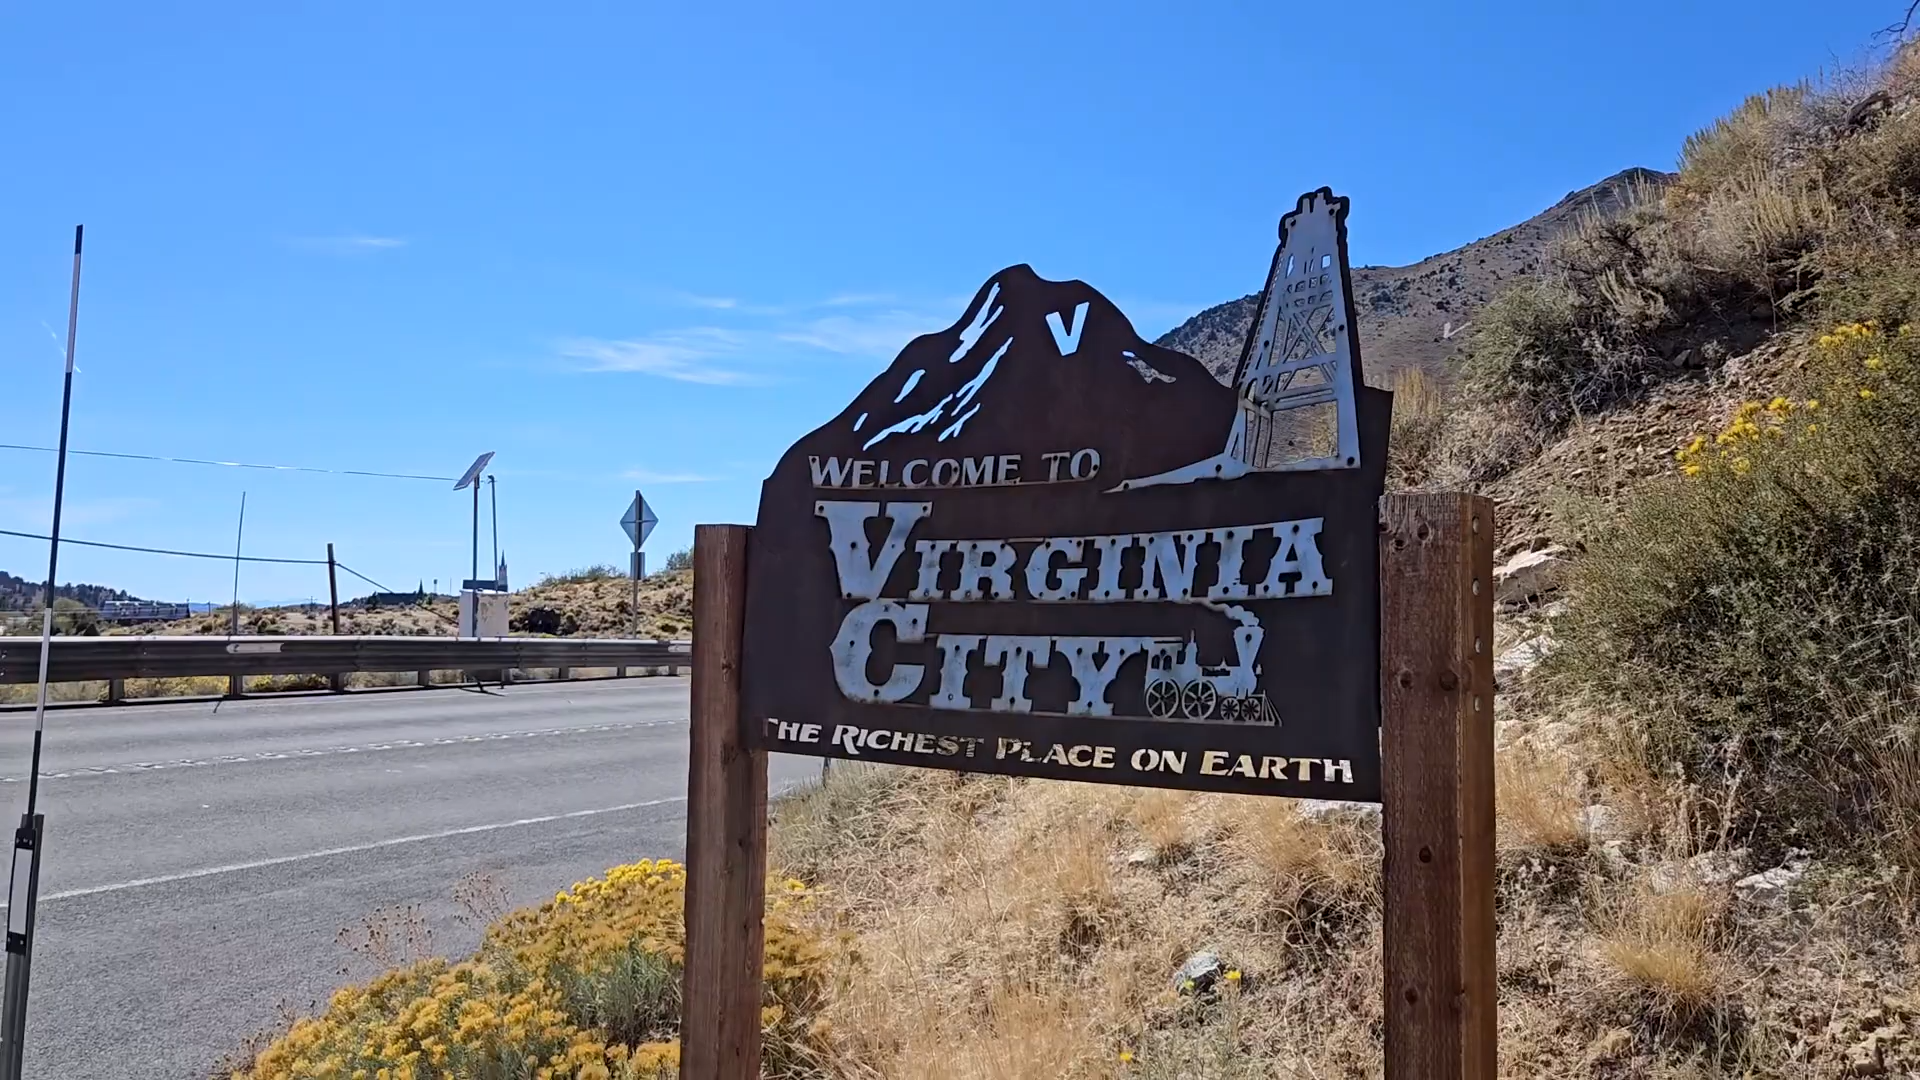 V
WELCOME TO
VIRGINIA
CITY
THE RICHEST PLACE ON EARTH